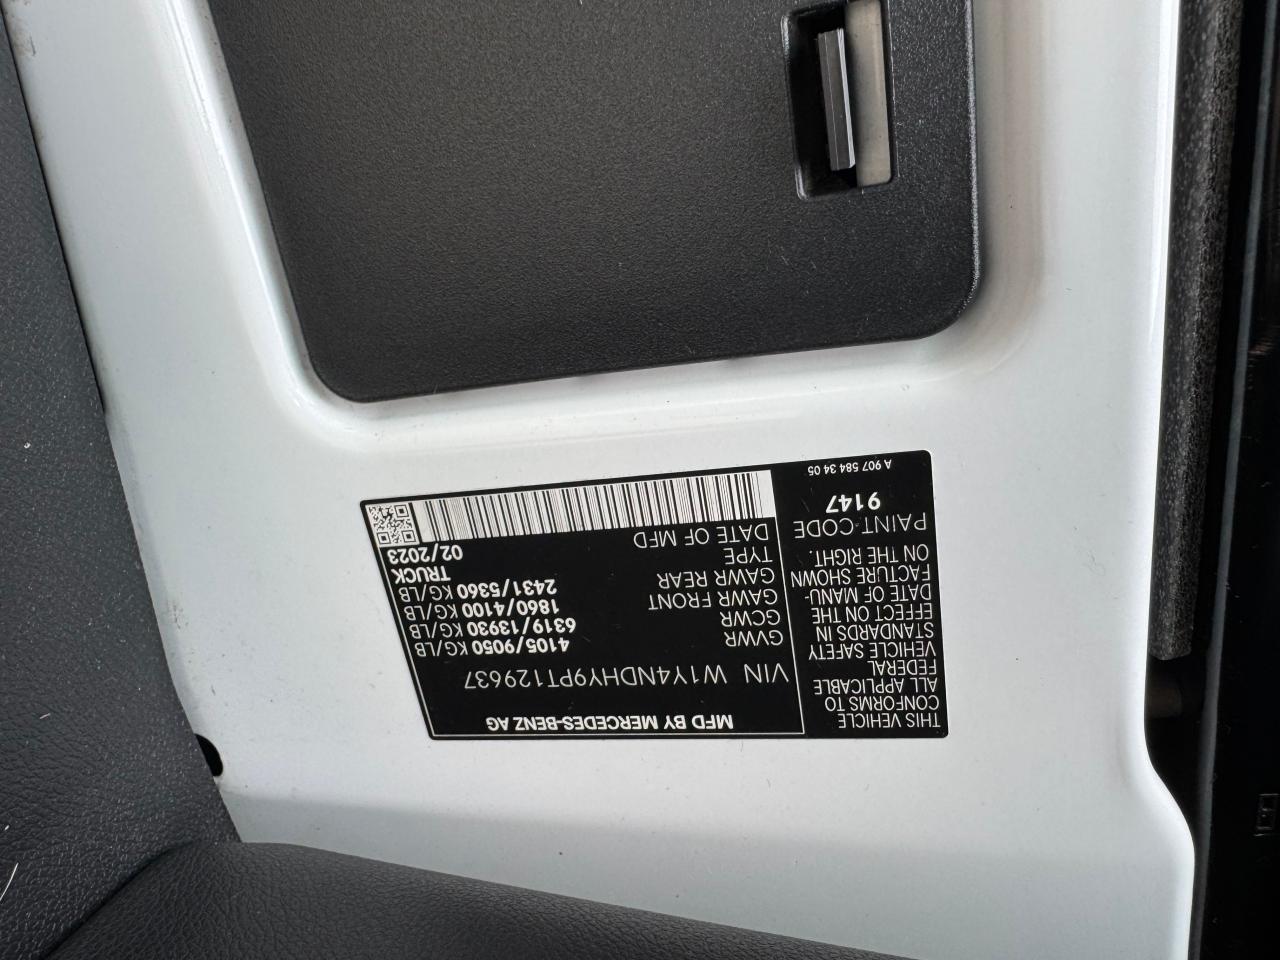 MFD BY MERCEDES-BENZ AG
VIN W1Y4NDHY9PT129637
GVWR 4105/9050 KG/LB
GCWR 6319/13930 KG/LB
GAWR FRONT 1860/4100 KG/LB
GAWR REAR 2431/5360 KG/LB
TYPE TRUCK
DATE OF MFD 02/2023
THIS VEHICLE
CONFORMS TO
ALL APPLICABLE
FEDERAL
VEHICLE SAFETY
STANDARDS IN
EFFECT ON THE
DATE OF MANU-
FACTURE SHOWN
ON THE RIGHT.
PAINT CODE
9147
A 907 584 34 05